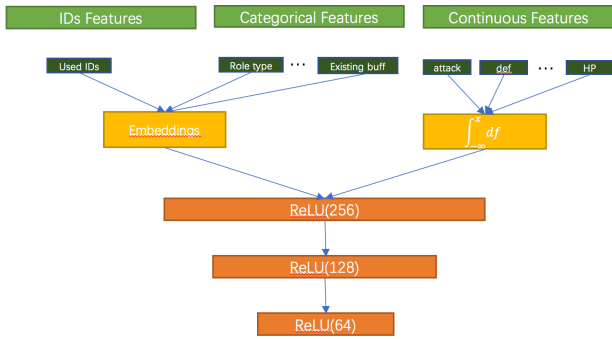 IDs Features
Categorical Features
Continuous Features
Used IDs
Role type
...
Existing buff
attack
def
...
HP
Embeddings
∫_{-∞}^{x} df
ReLU(256)
ReLU(128)
ReLU(64)